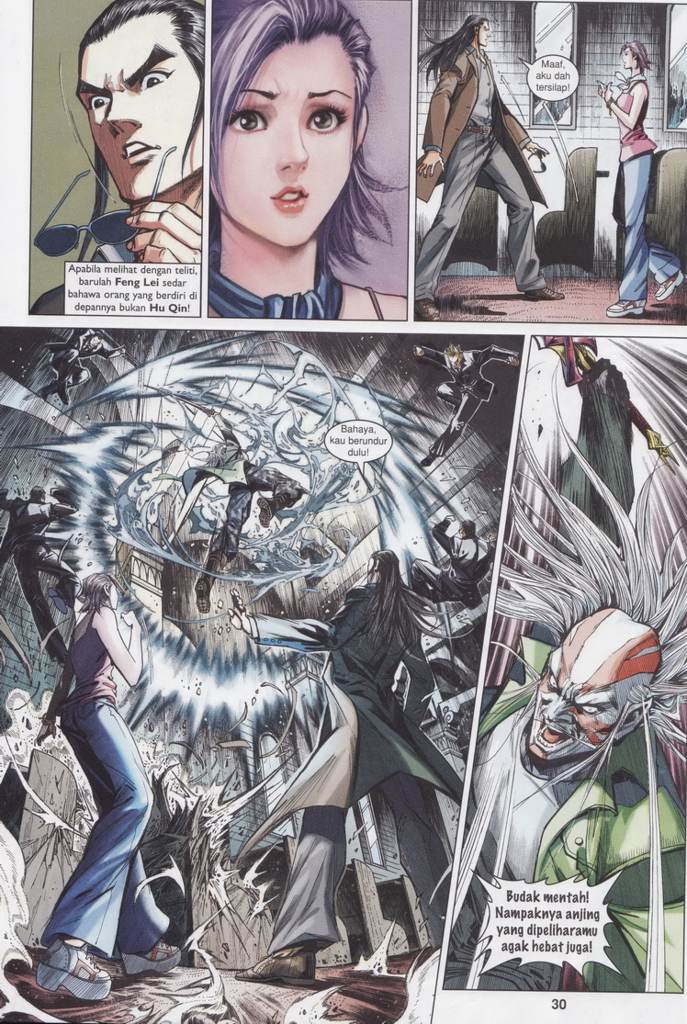 Apabila melihat dengan teliti,
barulah Feng Lei sedar
bahawa orang yang berdiri di
depannya bukan Hu Qin!
Maaf,
aku dah
tersilap!
Bahaya,
kau berundur
dulu!
Budak mentah!
Nampaknya anjing
yang dipeliharamu
agak hebat juga!
30